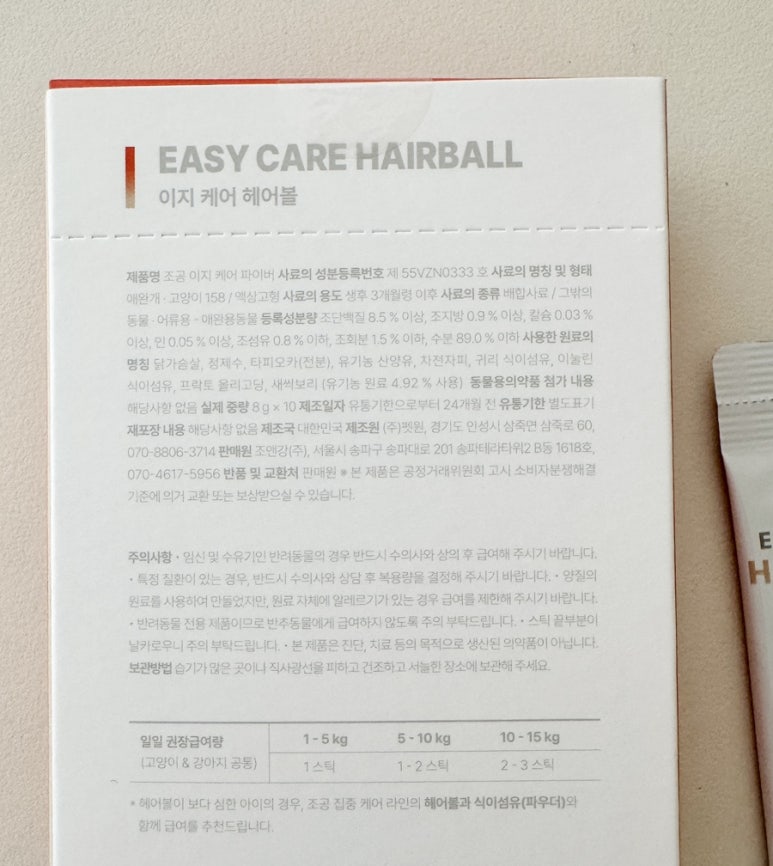 EASY CARE HAIRBALL
이지 케어 헤어볼
제품명 조공 이지 케어 파이버 사료의 성분등록번호 제 55VZN0333 호 사료의 명칭 및 형태
애완개 · 고양이 158 / 액상고형 사료의 용도 생후 3개월령 이후 사료의 종류 배합사료 / 그밖의
동물 · 어류용 - 애완용동물 등록성분량 조단백질 8.5 % 이상, 조지방 0.9 % 이상, 칼슘 0.03 %
이상, 인 0.05 % 이상, 조섬유 0.8 % 이하, 조회분 1.5 % 이하, 수분 89.0 % 이하 사용한 원료의
명칭 닭가슴살, 정제수, 타피오카(전분), 유기농 산양유, 차전자피, 귀리 식이섬유, 이눌린
식이섬유, 프락토 올리고당, 새싹보리 (유기농 원료 4.92 % 사용) 동물용의약품 첨가 내용
해당사항 없음 실제 중량 8 g × 10 제조일자 유통기한으로부터 24개월 전 유통기한 별도표기
재포장 내용 해당사항 없음 제조국 대한민국 제조원 (주)펫원, 경기도 안성시 삼죽면 삼죽로 60,
070-8806-3714 판매원 조앤강(주), 서울시 송파구 송파대로 201 송파테라타워2 B동 1618호,
070-4617-5956 반품 및 교환처 판매원 ※ 본 제품은 공정거래위원회 고시 소비자분쟁해결
기준에 의거 교환 또는 보상받으실 수 있습니다.
주의사항 · 임신 및 수유기인 반려동물의 경우 반드시 수의사와 상의 후 급여해 주시기 바랍니다.
· 특정 질환이 있는 경우, 반드시 수의사와 상담 후 복용량을 결정해 주시기 바랍니다. · 양질의
원료를 사용하여 만들었지만, 원료 자체에 알레르기가 있는 경우 급여를 제한해 주시기 바랍니다.
· 반려동물 전용 제품이므로 반추동물에게 급여하지 않도록 주의 부탁드립니다. · 스틱 끝부분이
날카로우니 주의 부탁드립니다. · 본 제품은 진단, 치료 등의 목적으로 생산된 의약품이 아닙니다.
보관방법 습기가 많은 곳이나 직사광선을 피하고 건조하고 서늘한 장소에 보관해 주세요.
일일 권장급여량 1 - 5 kg 5 - 10 kg 10 - 15 kg
(고양이 & 강아지 공통) 1 스틱 1 - 2 스틱 2 - 3 스틱
* 헤어볼이 보다 심한 아이의 경우, 조공 집중 케어 라인의 헤어볼과 식이섬유(파우더)와
함께 급여를 추천드립니다.
E
H